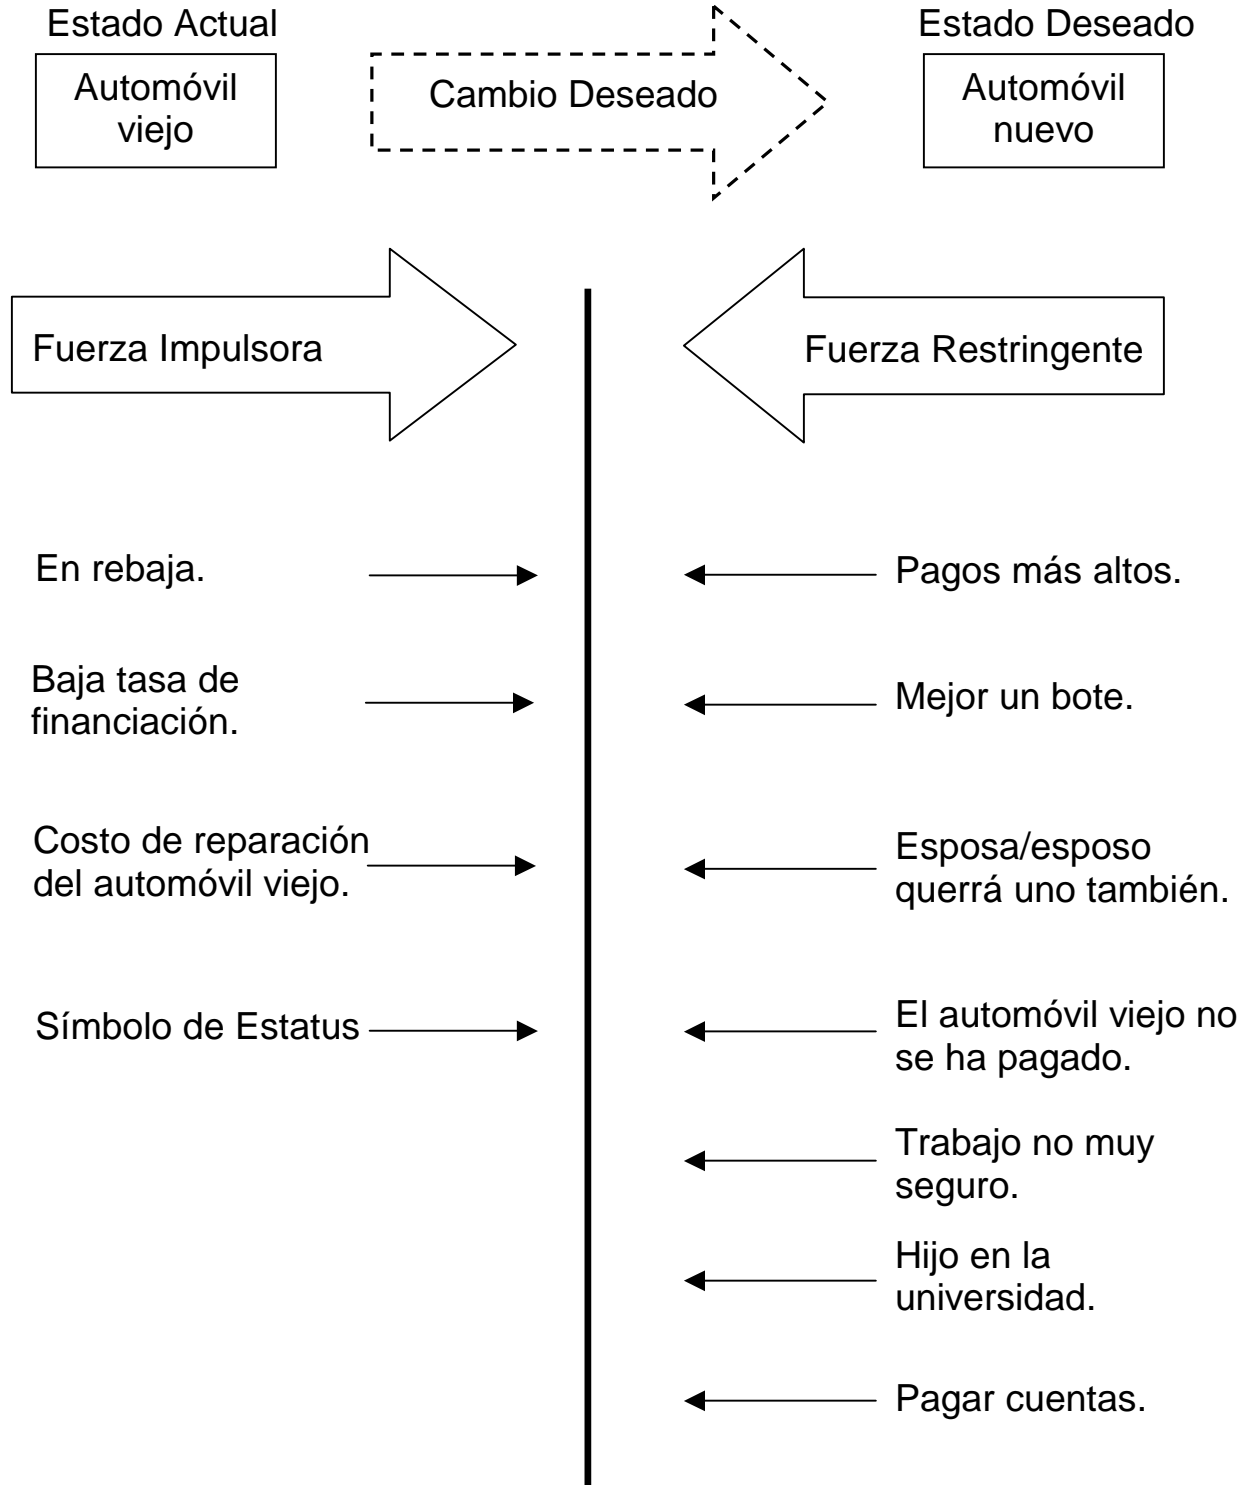 Estado Actual
Estado Deseado
Automóvil
viejo
Cambio Deseado
Automóvil
nuevo
Fuerza Impulsora
Fuerza Restringente
En rebaja.
Pagos más altos.
Baja tasa de
financiación.
Mejor un bote.
Costo de reparación
del automóvil viejo.
Esposa/esposo
querrá uno también.
Símbolo de Estatus
El automóvil viejo no
se ha pagado.
Trabajo no muy
seguro.
Hijo en la
universidad.
Pagar cuentas.